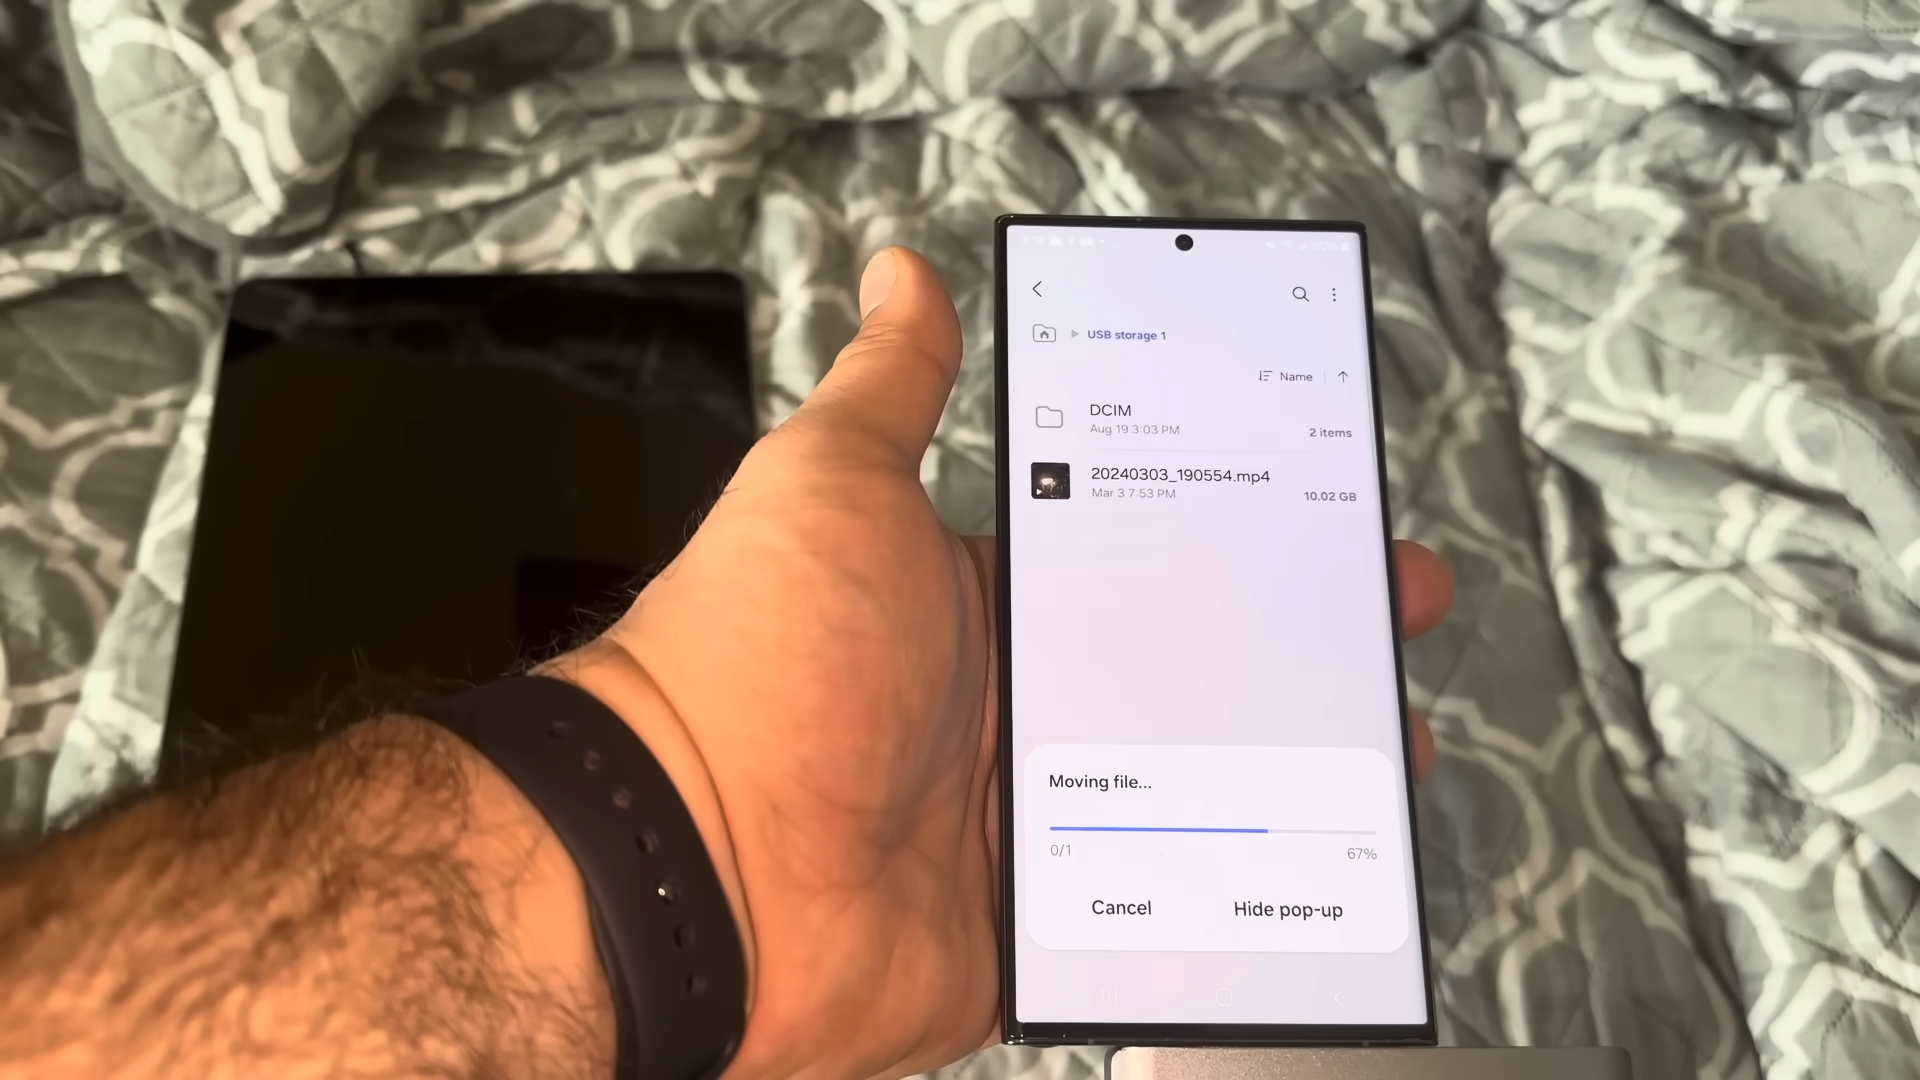 USB storage 1
Name
DCIM
Aug 19 3:03 PM
2 items
20240303_190554.mp4
Mar 3 7:53 PM
10.02 GB
Moving file...
0/1
67%
Cancel
Hide pop-up